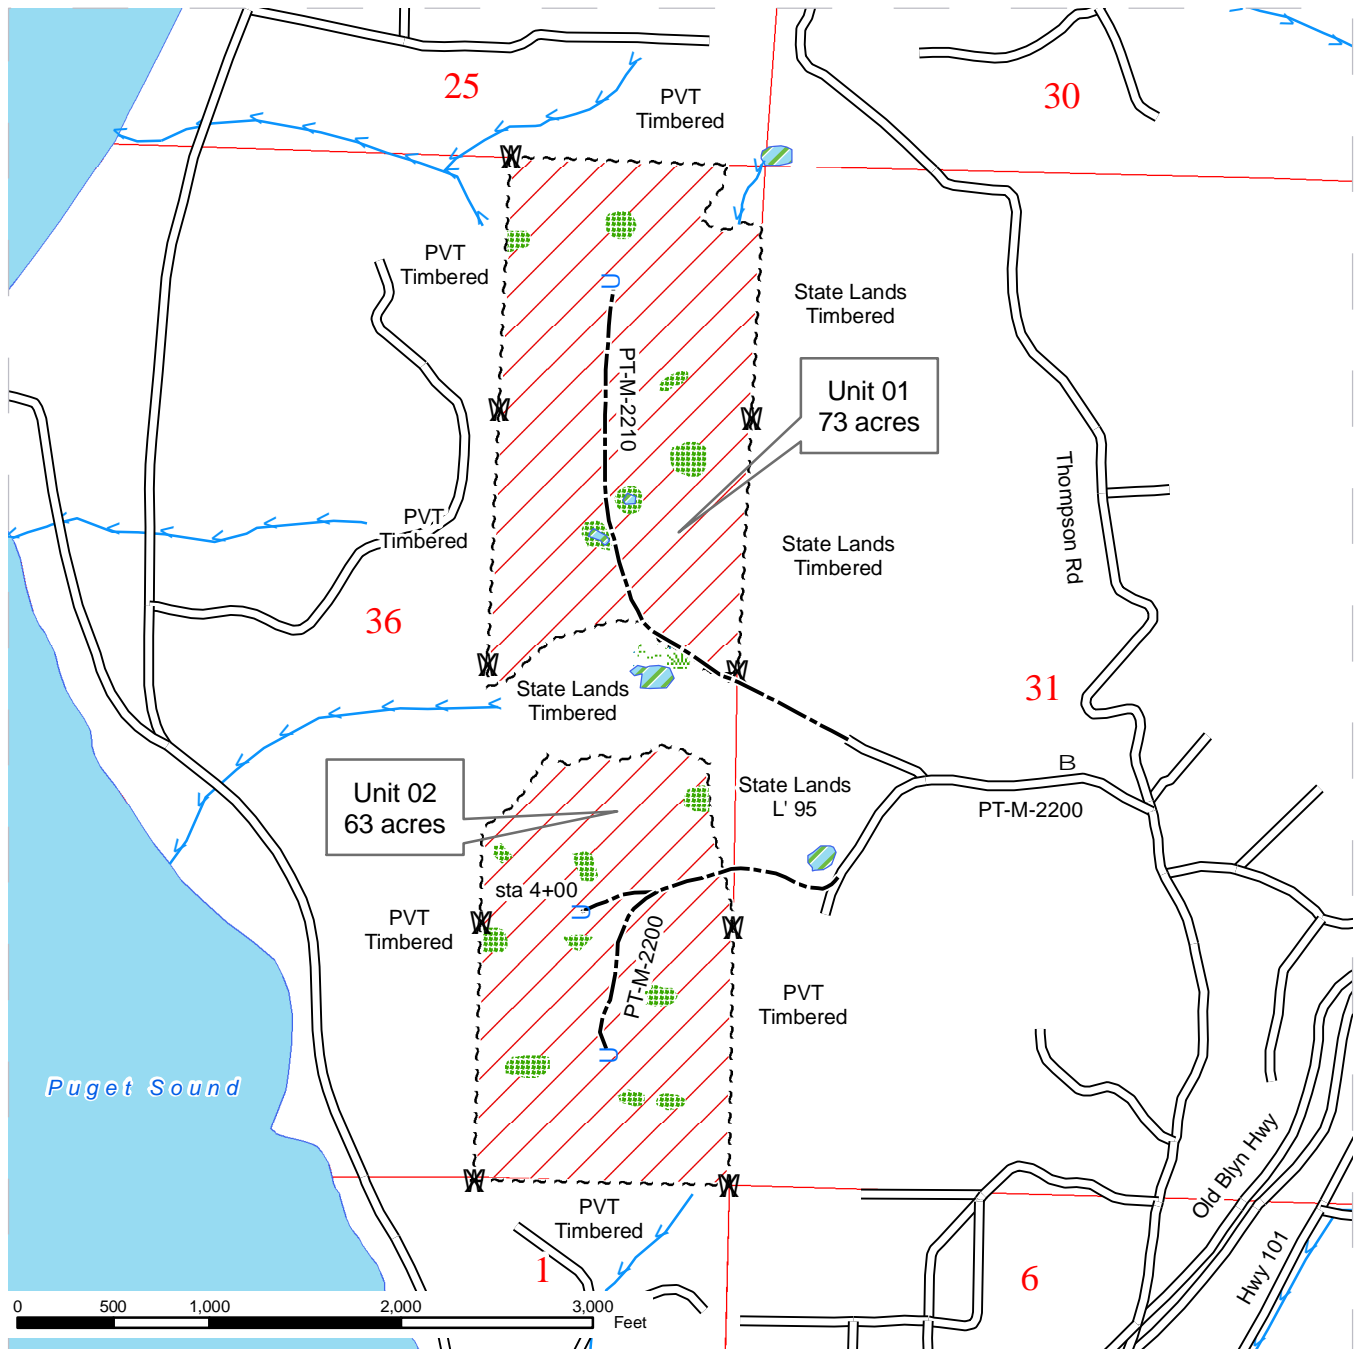 25
PVT
Timbered
30
PVT
Timbered
State Lands
Timbered
PT-M-2210
Unit 01
73 acres
Thompson Rd
PVT
Timbered
State Lands
Timbered
36
31
State Lands
Timbered
B
PT-M-2200
Unit 02
63 acres
State Lands
L' 95
sta 4+00
PVT
Timbered
PT-M-2200
PVT
Timbered
Puget Sound
Old Blyn Hwy
PVT
Timbered
1
6
Hwy 101
0 500 1,000 2,000 3,000
Feet